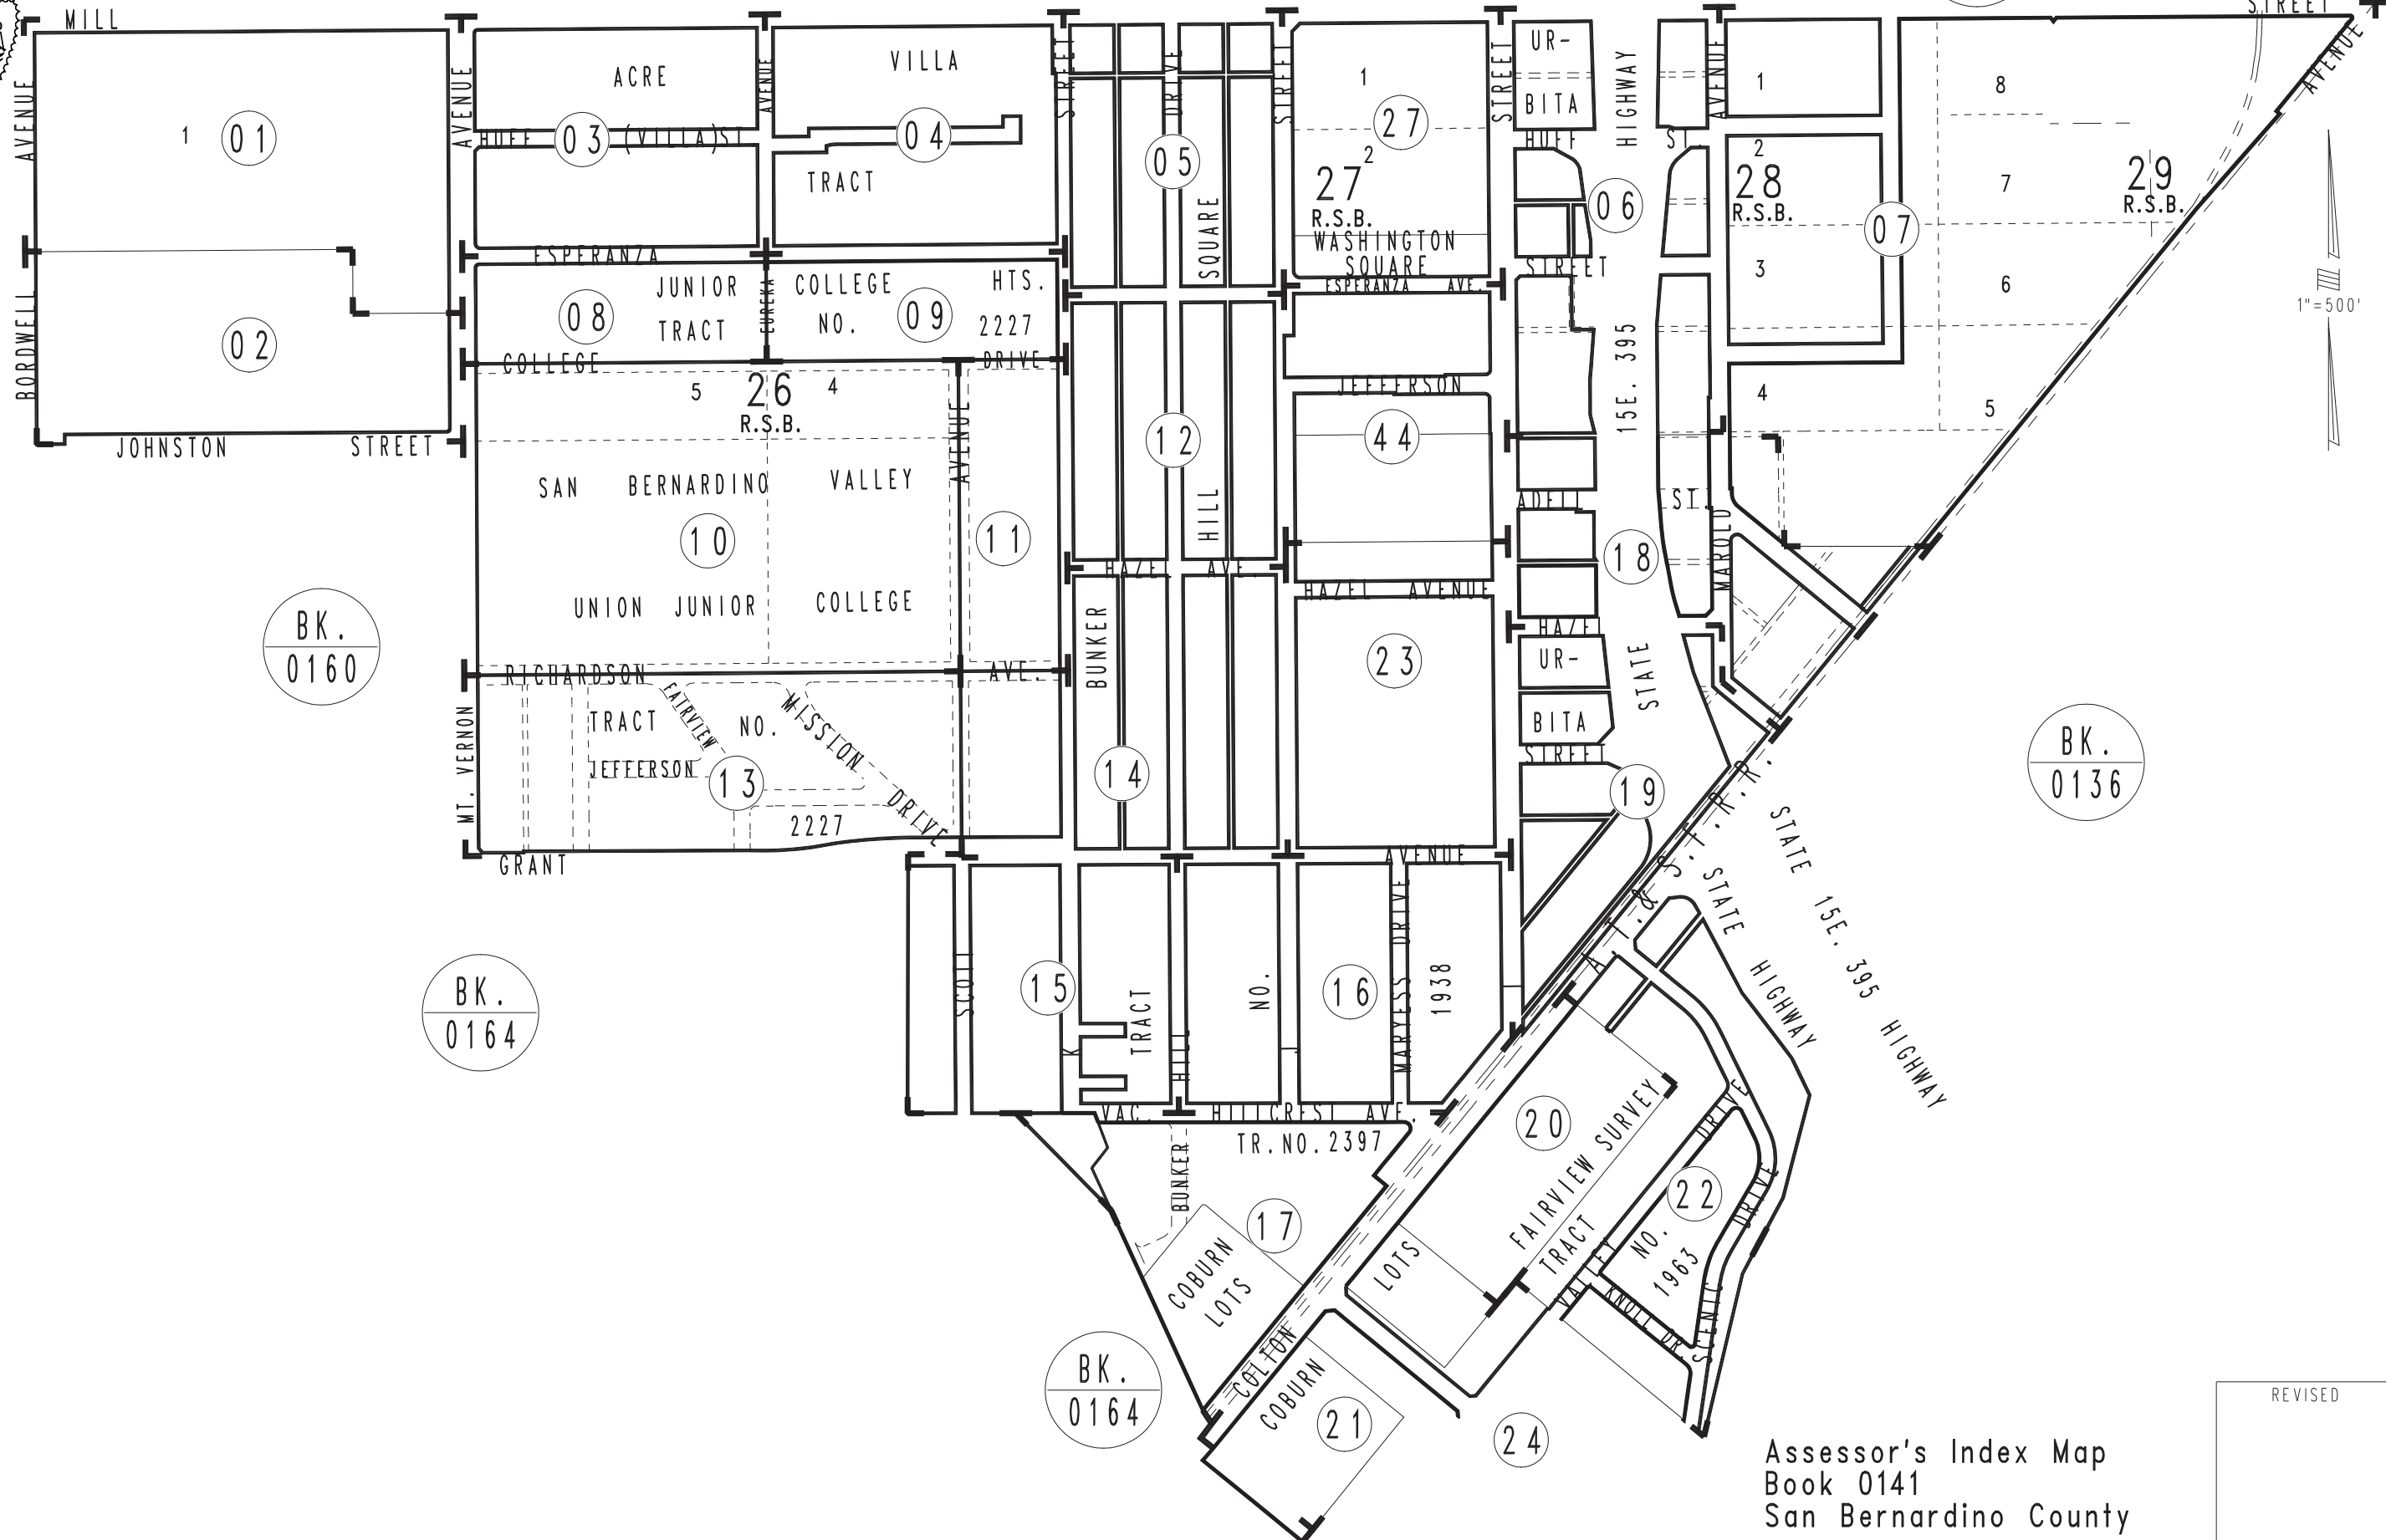 MILL
STREET
AVENUE
AVENUE
AVENUE
STREET
DRIVE
STREET
STREET
HIGHWAY
AVENUE
AVENUE
ACRE
VILLA
UR-
BITA
1
1
8
1
01
HUFF
03
(VILLA)ST
04
05
27
HUFF
ST.
TRACT
2
27
R.S.B.
2
28
R.S.B.
7
29
R.S.B.
06
07
SQUARE
WASHINGTON
SQUARE
ESPERANZA
ESPERANZA AVE.
STREET
3
6
BORDWELL
02
08
JUNIOR
TRACT
EUREKA
COLLEGE
NO.
09
HTS.
2227
15E. 395
1"=500'
COLLEGE
DRIVE
JEFFERSON
5
26
R.S.B.
4
AVENUE
4
5
JOHNSTON STREET
12
44
SAN BERNARDINO VALLEY
HILL
ADELL
ST.
MAROLD
10
11
18
HAZEL AVE.
HAZEL AVENUE
UNION JUNIOR COLLEGE
BUNKER
HAZEL
BK.
0160
RICHARDSON AVE.
23
UR-
STATE
MT. VERNON
TRACT
FAIRVIEW
NO.
MISSION
BITA
STREET
BK.
0136
JEFFERSON
13
14
19
2227
DRIVE
GRANT
AVENUE
A.T.& S.F.R.R.
STATE 15E. 395 HIGHWAY
STATE HIGHWAY
BK.
0164
SCOTT
15
K
TRACT
HILL
NO.
J
16
MARYESS DRIVE
1938
I
VAC. HILLCREST AVE.
TR.NO.2397
BUNKER
17
COBURN
LOTS
20
FAIRVIEW SURVEY
TRACT
LOTS
DRIVE
VALLEY
22
NO.
1963
DRIVE
SCENIC
KNOLL DR.
BK.
0164
COLTON
COBURN
21
24
REVISED
Assessor's Index Map
Book 0141
San Bernardino County